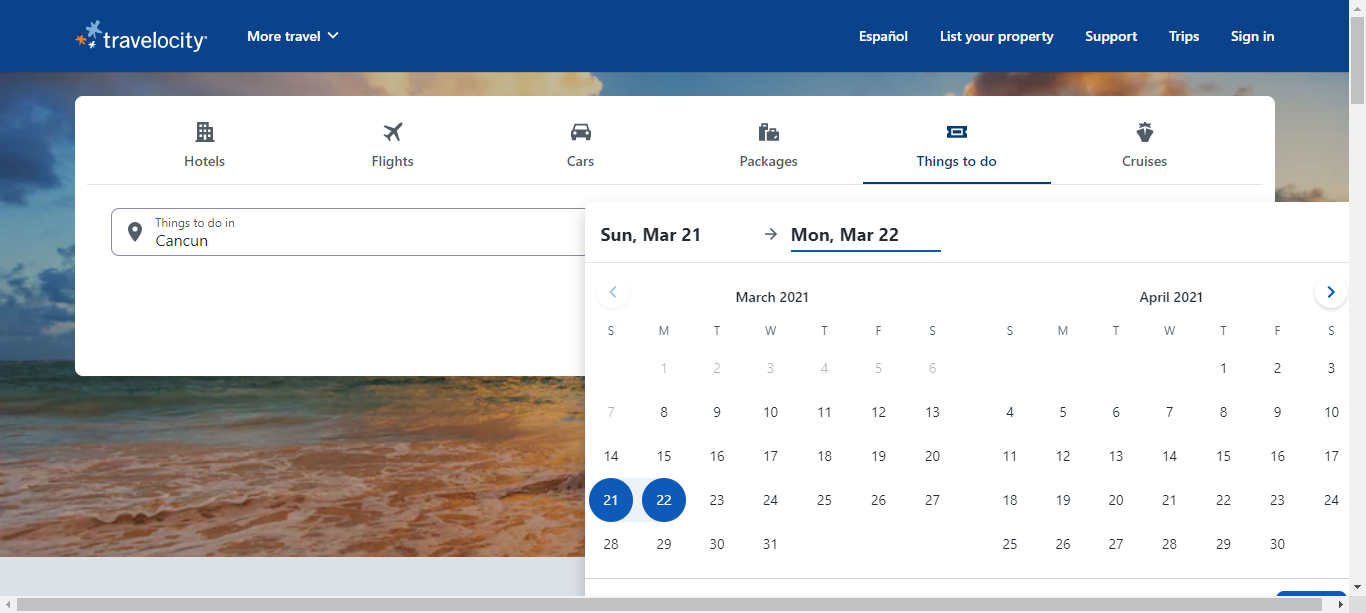 travelocity
More travel
Español
List your property
Support
Trips
Sign in
Hotels
Flights
Cars
Packages
Things to do
Cruises
Things to do in
Cancun
Sun, Mar 21
Mon, Mar 22
March 2021
S M T W T F S
1 2 3 4 5 6
7 8 9 10 11 12 13
14 15 16 17 18 19 20
21 22 23 24 25 26 27
28 29 30 31
April 2021
S M T W T F S
1 2 3
4 5 6 7 8 9 10
11 12 13 14 15 16 17
18 19 20 21 22 23 24
25 26 27 28 29 30